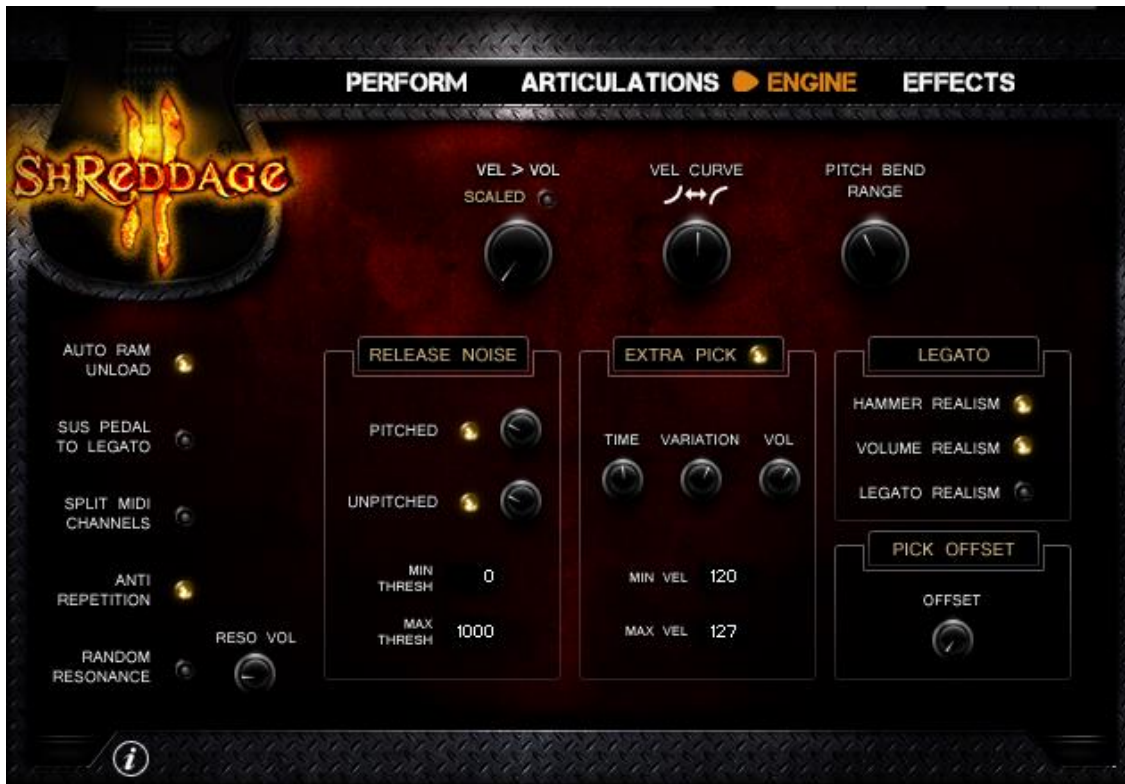 PERFORM ARTICULATIONS ENGINE EFFECTS
SHREDDAGE
II
VEL > VOL
SCALED
VEL CURVE
PITCH BEND
RANGE
AUTO RAM
UNLOAD
SUS PEDAL
TO LEGATO
SPLIT MIDI
CHANNELS
ANTI
REPETITION
RANDOM
RESONANCE
RESO VOL
RELEASE NOISE
PITCHED
UNPITCHED
MIN
THRESH
0
MAX
THRESH
1000
EXTRA PICK
TIME VARIATION VOL
MIN VEL 120
MAX VEL 127
LEGATO
HAMMER REALISM
VOLUME REALISM
LEGATO REALISM
PICK OFFSET
OFFSET
i